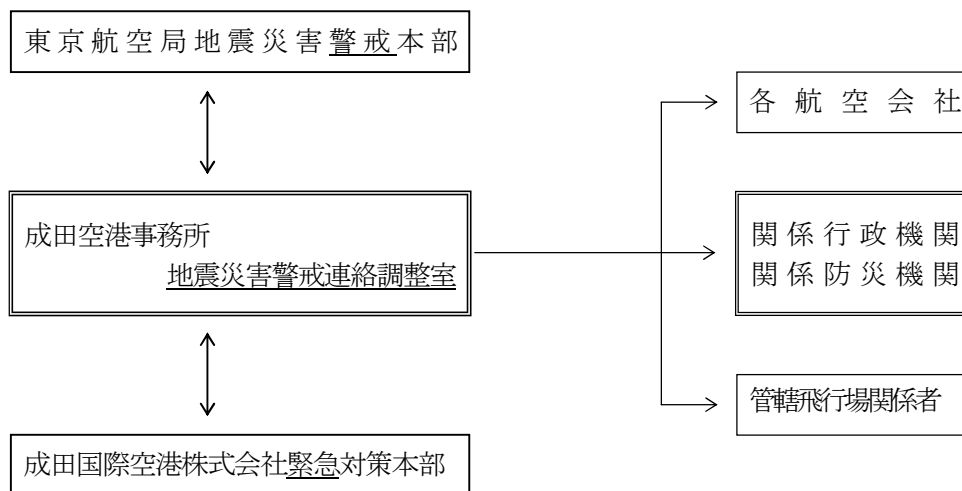 東京航空局地震災害警戒本部
各航空会社
成田空港事務所
地震災害警戒連絡調整室
関係行政機関
関係防災機関
管轄飛行場関係者
成田国際空港株式会社緊急対策本部